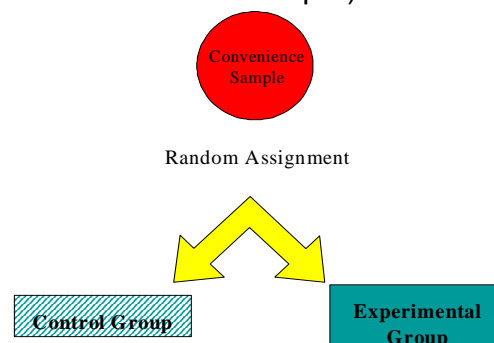 Convenience
Sample
Random Assignment
Control Group
Experimental
Group